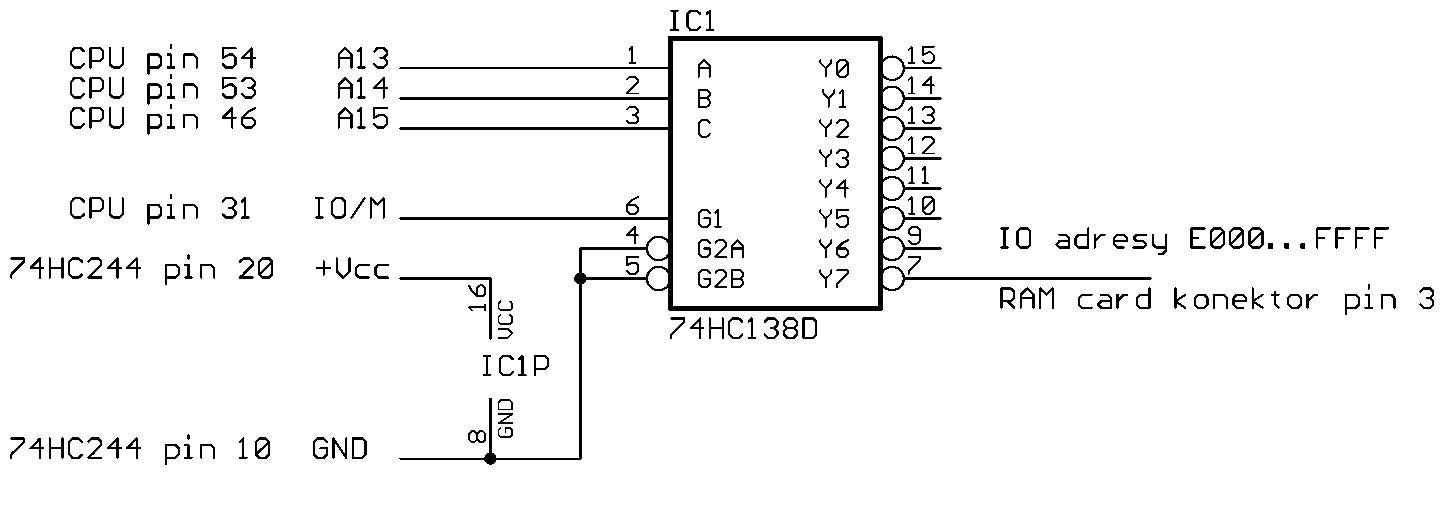 IC1
CPU pin 54 A13 1 A Y0 15
CPU pin 53 A14 2 B Y1 14
CPU pin 46 A15 3 C Y2 13
Y3 12
Y4 11
CPU pin 31 IO/M 6 G1 Y5 10
4 G2A Y6 9 IO adresy E000...FFFF
74HC244 pin 20 +Vcc 5 G2B Y7 7
16 VCC RAM card konektor pin 3
74HC138D
IC1P
8 GND
74HC244 pin 10 GND